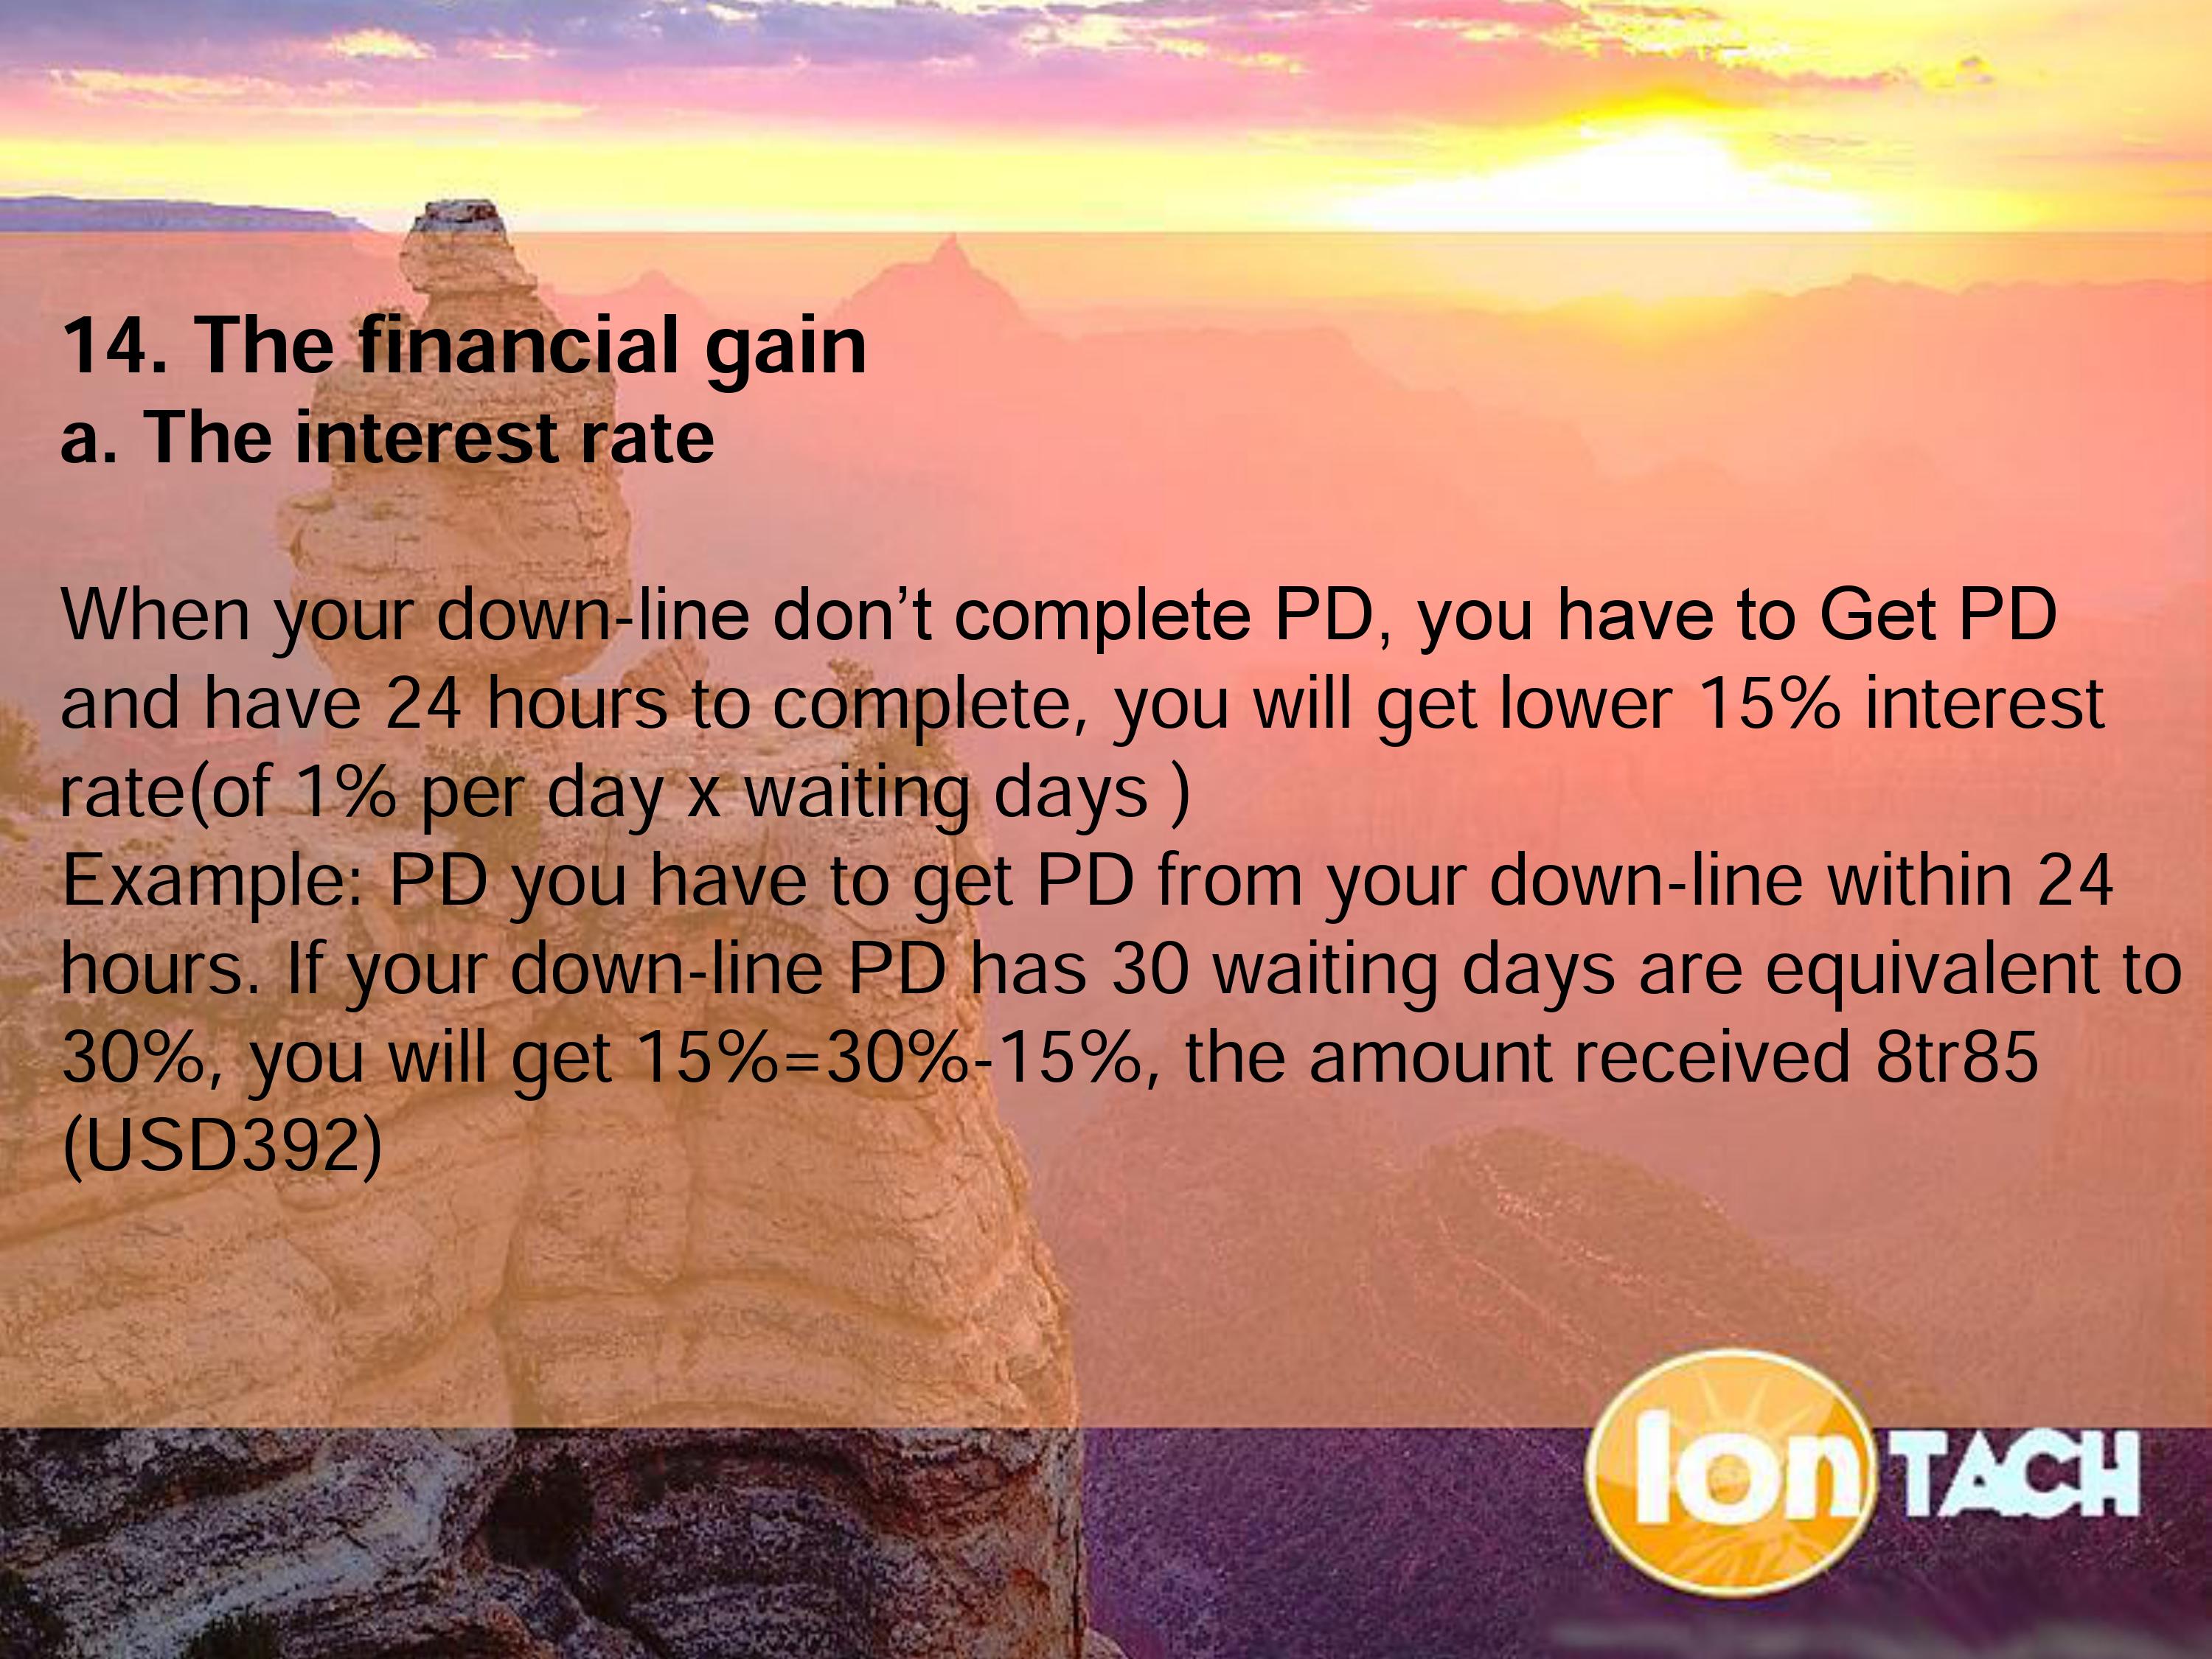 14. The financial gain
a. The interest rate
When your down-line don’t complete PD, you have to Get PD
and have 24 hours to complete, you will get lower 15% interest
rate(of 1% per day x waiting days )
Example: PD you have to get PD from your down-line within 24
hours. If your down-line PD has 30 waiting days are equivalent to
30%, you will get 15%=30%-15%, the amount received 8tr85
(USD392)
Ion TACH